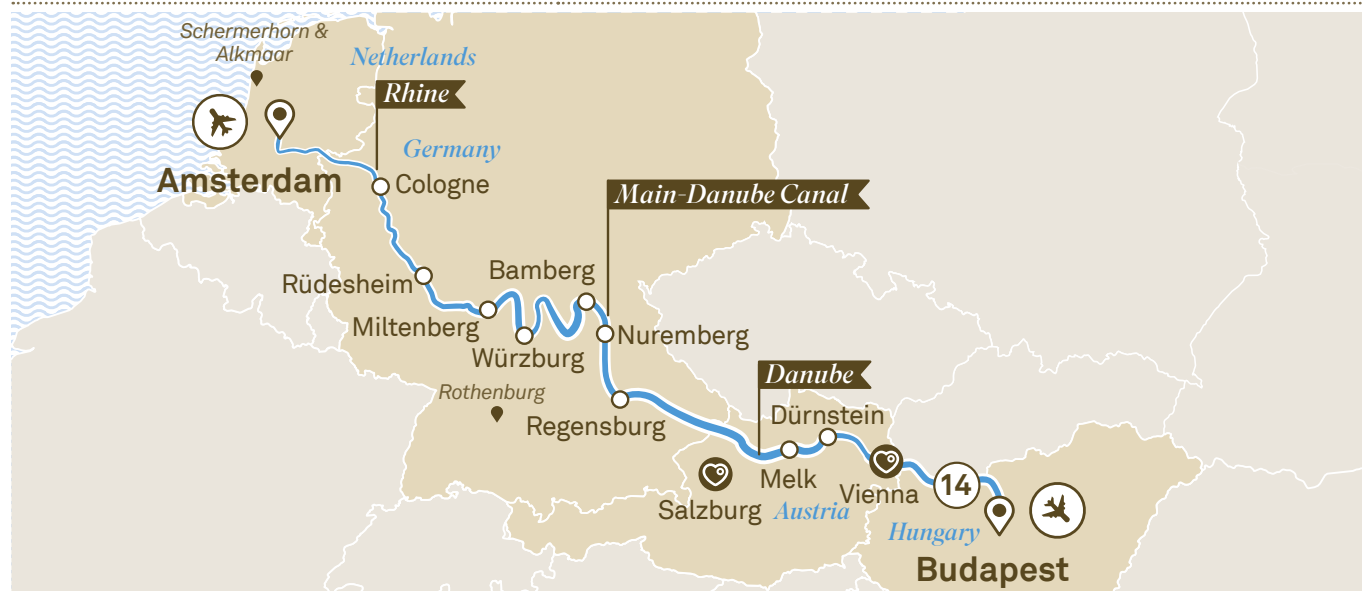 Schermerhorn &
Alkmaar
Netherlands
Rhine
Germany
Amsterdam
Cologne
Main-Danube Canal
Bamberg
Rüdesheim
Miltenberg
Nuremberg
Würzburg
Rothenburg
Danube
Regensburg
Dürnstein
Melk
Vienna
14
Salzburg
Austria
Hungary
Budapest